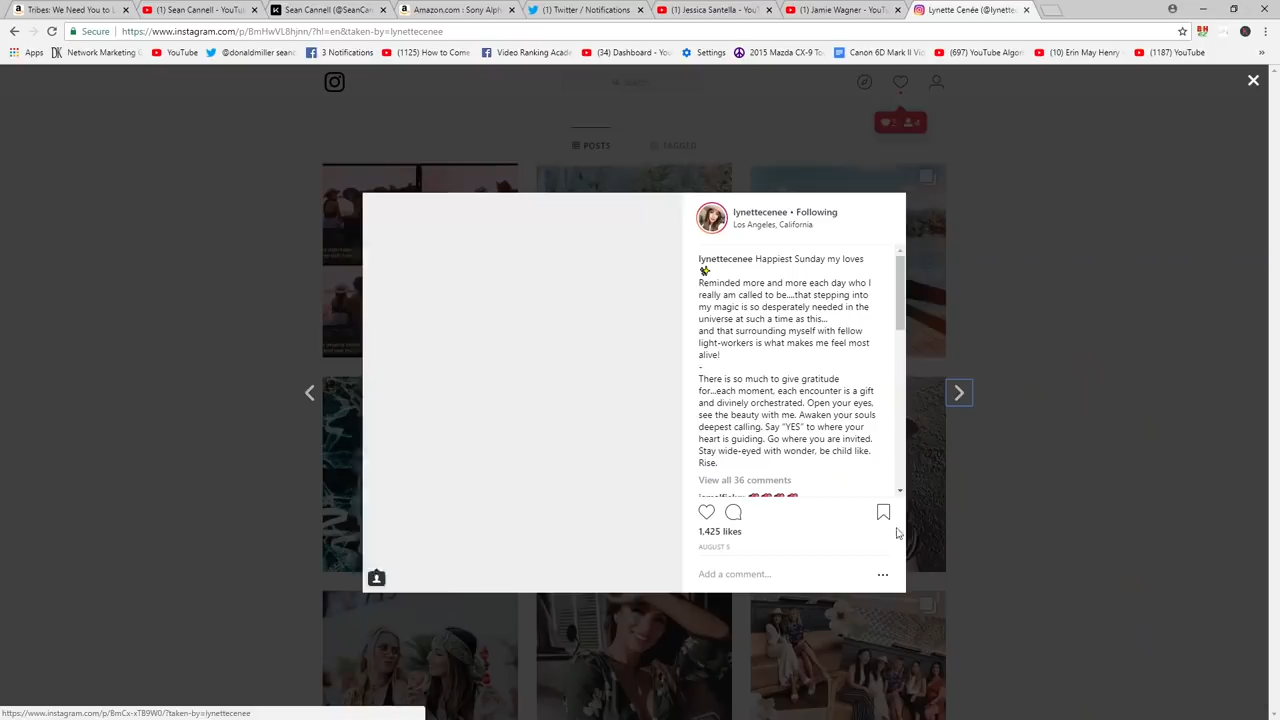 Tribes: We Need You to L
(1) Sean Cannell - YouTu
Sean Cannell (@SeanCan
Amazon.com : Sony Alph
(1) Twitter / Notifications
(1) Jessica Santella - You
(1) Jamie Wagner - YouT
Lynette Cenée (@lynette
Secure | https://www.instagram.com/p/BmHwVL8hjnn/?hl=en&taken-by=lynettecenee
Apps Network Marketing YouTube @donaldmiller seanc 3 Notifications (1125) How to Come Video Ranking Acade (34) Dashboard - You Settings 2015 Mazda CX-9 To Canon 6D Mark II Vip (697) YouTube Algor (10) Erin May Henry (1187) YouTube
Search
2 4
POSTS TAGGED
lynettecenee • Following
Los Angeles, California
lynettecenee Happiest Sunday my loves
Reminded more and more each day who I
really am called to be....that stepping into
my magic is so desperately needed in the
universe at such a time as this...
and that surrounding myself with fellow
light-workers is what makes me feel most
alive!
-
There is so much to give gratitude
for...each moment, each encounter is a gift
and divinely orchestrated. Open your eyes,
see the beauty with me. Awaken your souls
deepest calling. Say "YES" to where your
heart is guiding. Go where you are invited.
Stay wide-eyed with wonder, be child like.
Rise.
View all 36 comments
1,425 likes
AUGUST 5
Add a comment...
https://www.instagram.com/p/BmCx-xTB9W0/?taken-by=lynettecenee